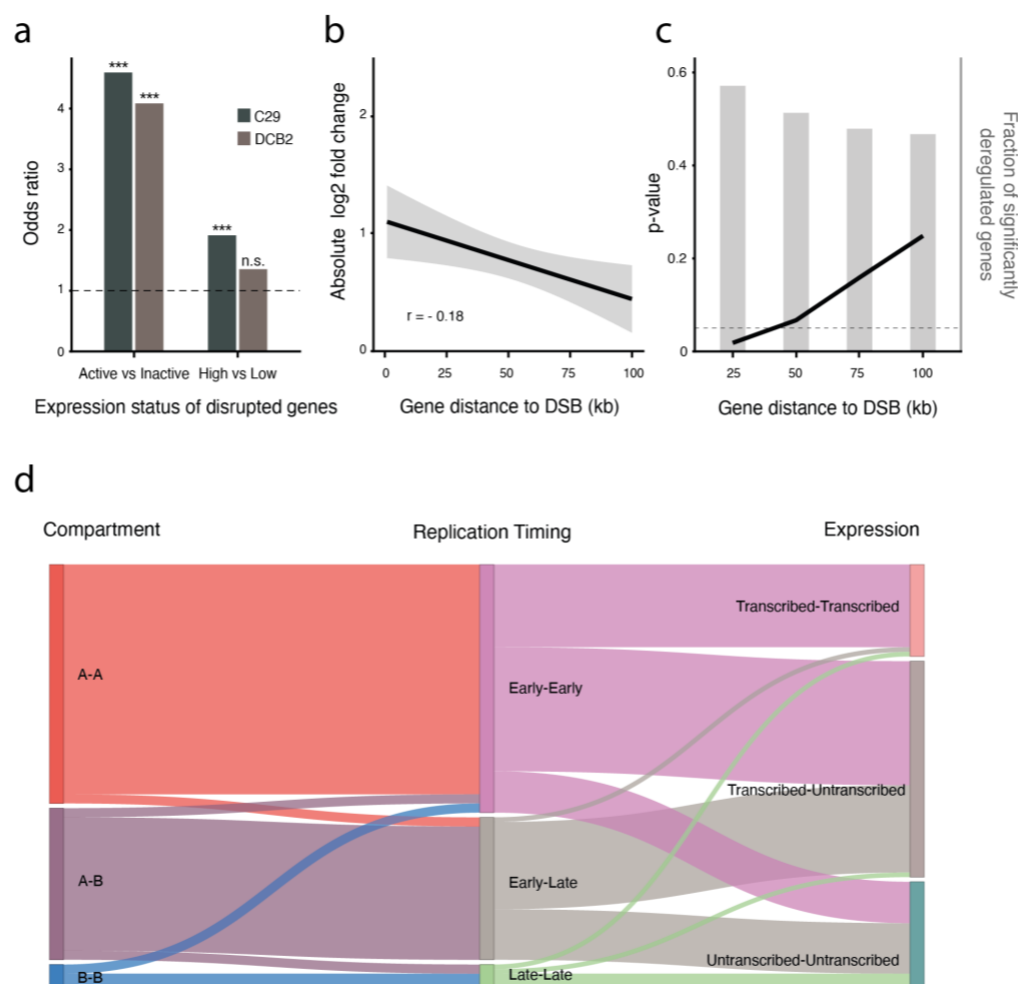 a
Odds ratio
4
3
2
1
0
***
***
***
n.s.
C29
DCB2
Active vs Inactive
High vs Low
Expression status of disrupted genes
b
Absolute log2 fold change
2
1
0
r = - 0.18
0
25
50
75
100
Gene distance to DSB (kb)
c
p-value
0.6
0.4
0.2
0
25
50
75
100
Gene distance to DSB (kb)
Fraction of significantly
deregulated genes
d
Compartment
Replication Timing
Expression
A-A
A-B
B-B
Early-Early
Early-Late
Late-Late
Transcribed-Transcribed
Transcribed-Untranscribed
Untranscribed-Untranscribed